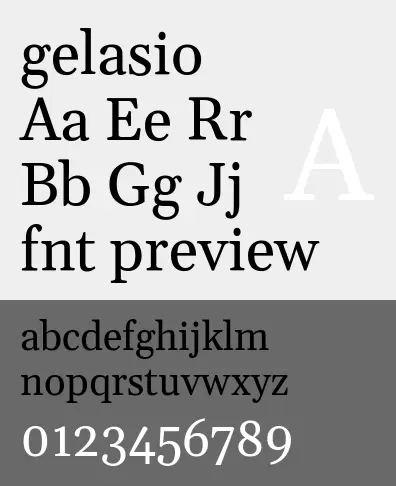 gelasio
Aa Ee Rr
A
Bb Gg Jj
fnt preview
abcdefghijklm
nopqrstuvwxyz
0123456789